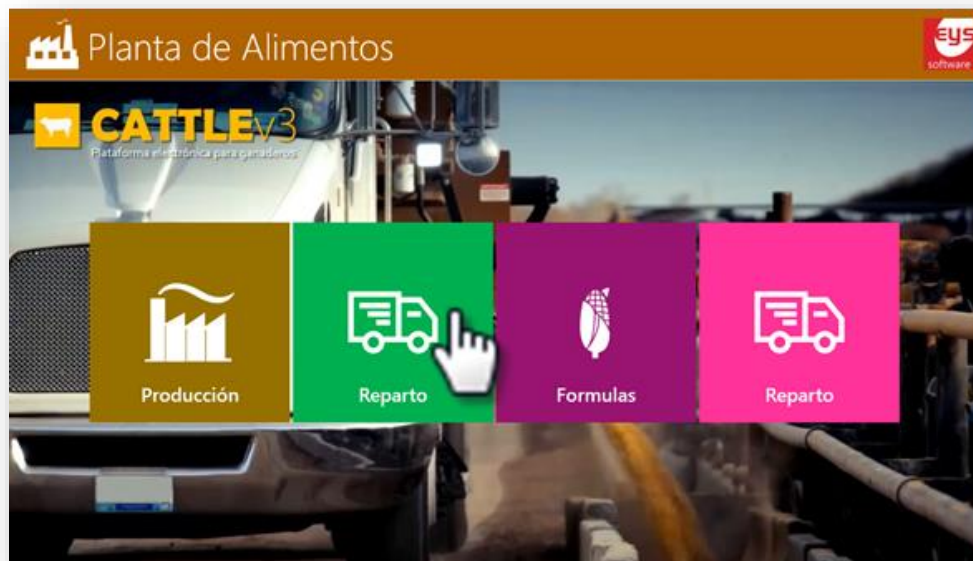 Planta de Alimentos
EYS
software
CATTLEv3
Plataforma electrónica para ganaderos
Producción
Reparto
Formulas
Reparto